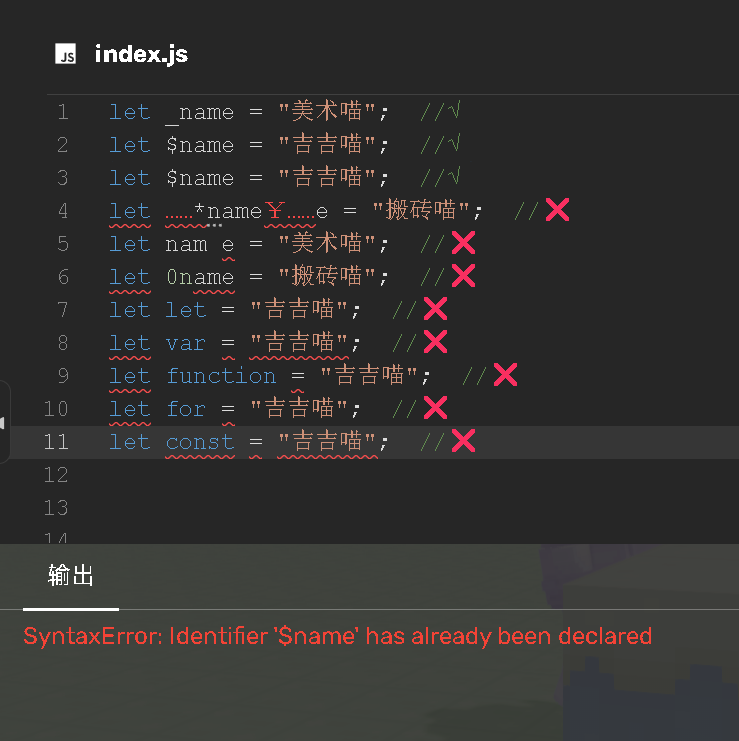 JS index.js
1 let _name = "美术喵"; //√
2 let $name = "吉吉喵"; //√
3 let $name = "吉吉喵"; //√
4 let ……*name￥……e = "搬砖喵"; //❌
5 let nam e = "美术喵"; //❌
6 let 0name = "搬砖喵"; //❌
7 let let = "吉吉喵"; //❌
8 let var = "吉吉喵"; //❌
9 let function = "吉吉喵"; //❌
10 let for = "吉吉喵"; //❌
11 let const = "吉吉喵"; //❌
12
13
14
输出
SyntaxError: Identifier '$name' has already been declared